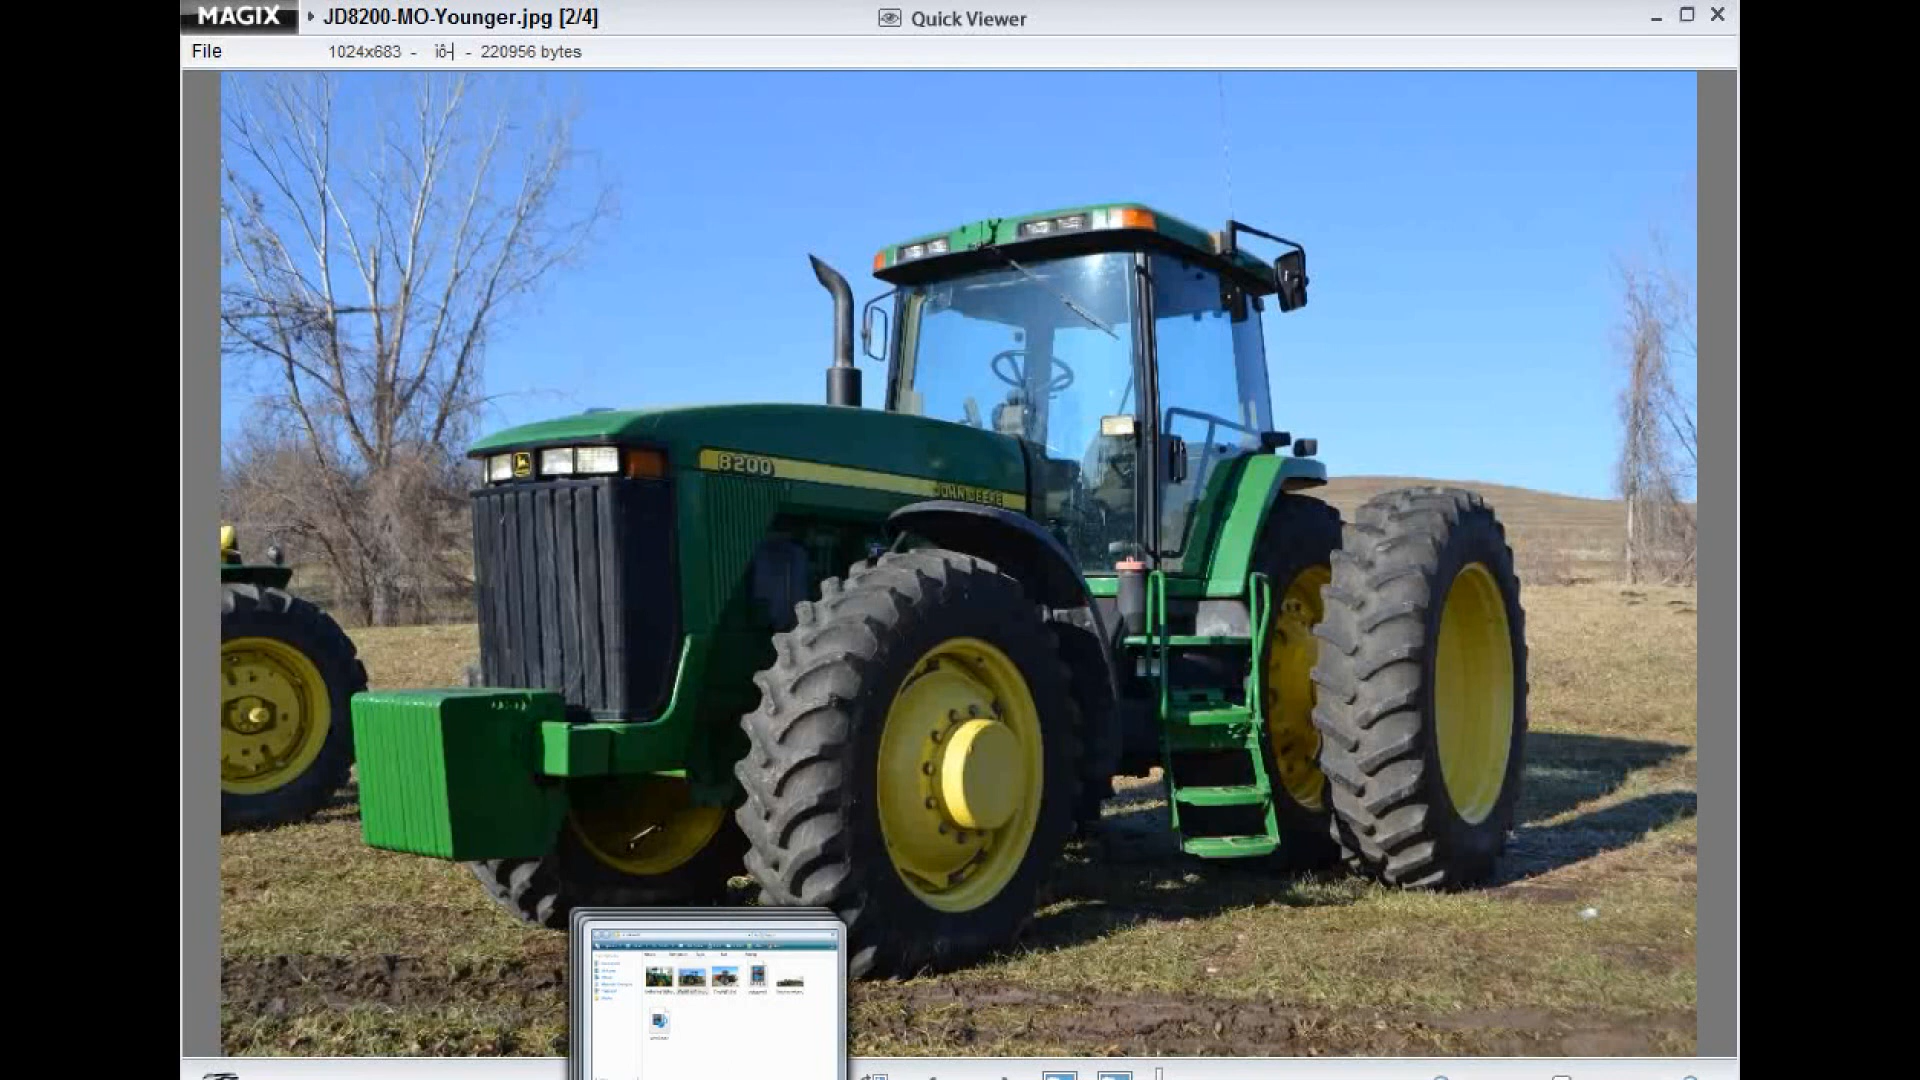 MAGIX
JD8200-MO-Younger.jpg [2/4]
Quick Viewer
File
1024x683 -
- 220956 bytes
8200
JOHN DEERE